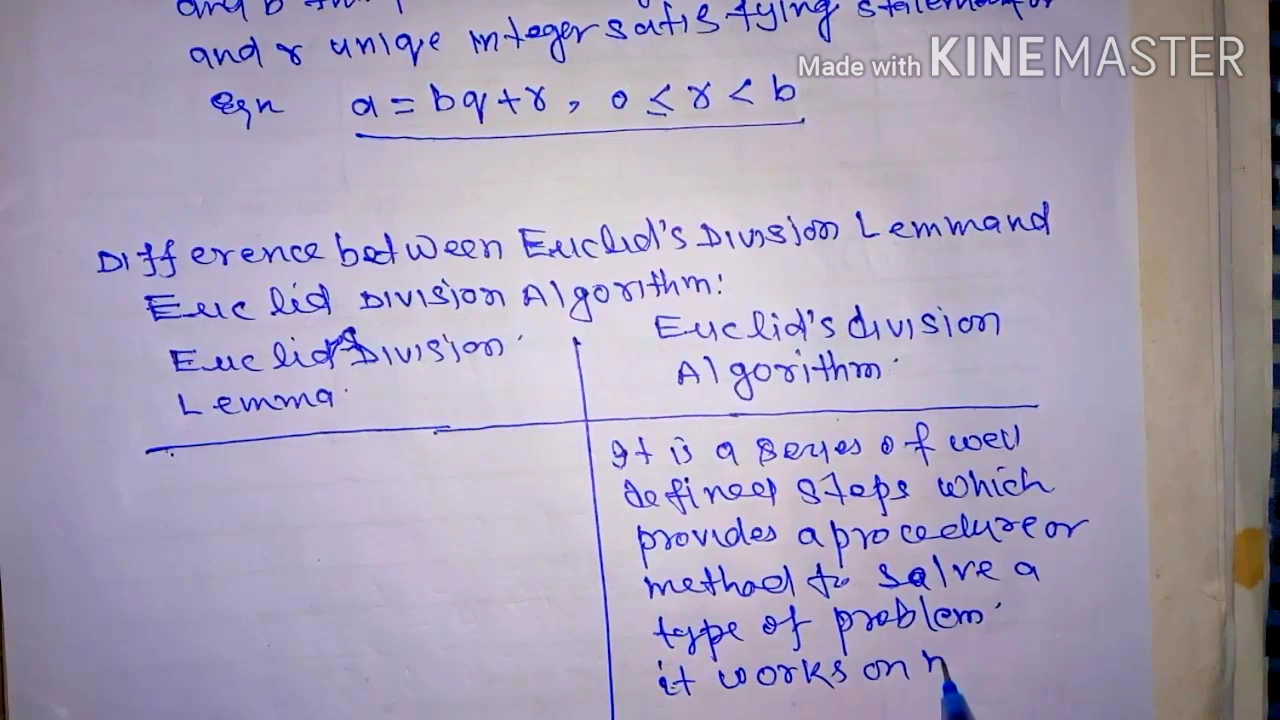 and b
and r unique integer satisfying statement or
Made with KINEMASTER
Eqn a = bq + r, 0 ≤ r < b
Difference between Euclid's Division Lemmand
Euclid Division Algorithm:
Euclid's Division
Lemma.
Euclid's division
Algorithm.
It is a series of well
defined steps which
provides a procedure or
method to solve a
type of problem.
it works on